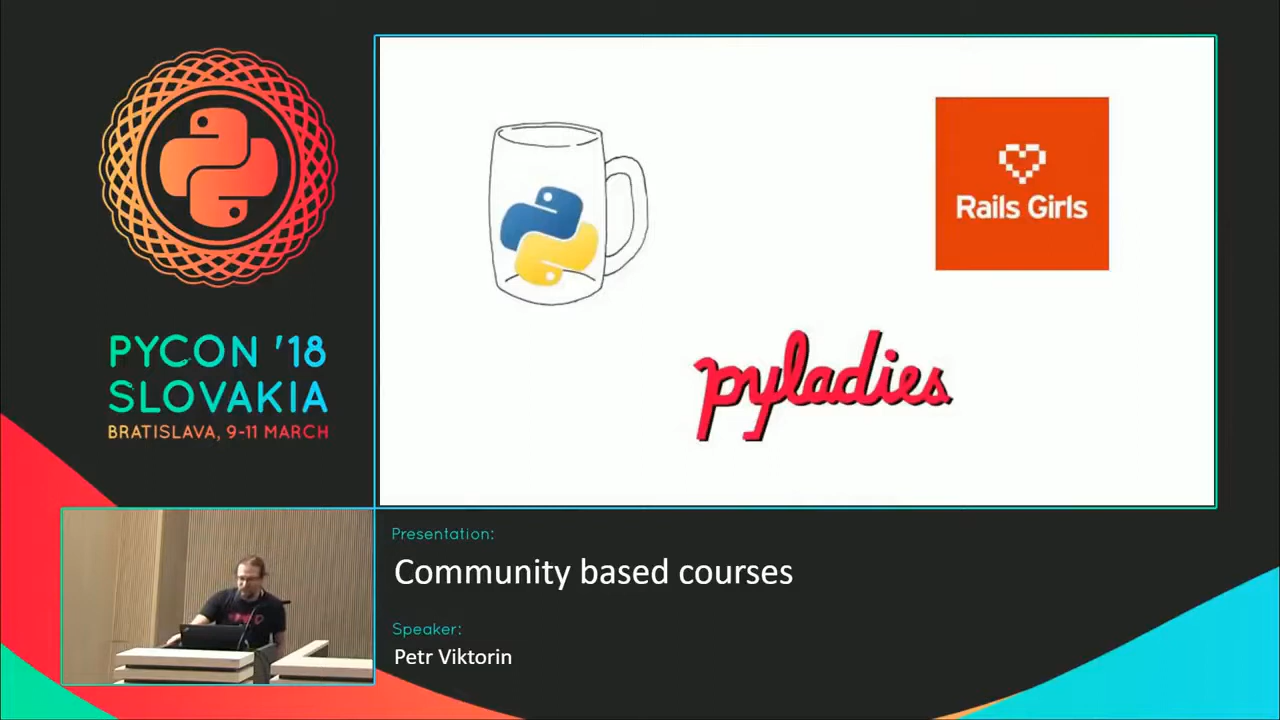 PYCON '18
SLOVAKIA
BRATISLAVA, 9-11 MARCH
Rails Girls
pyladies
Presentation:
Community based courses
Speaker:
Petr Viktorin